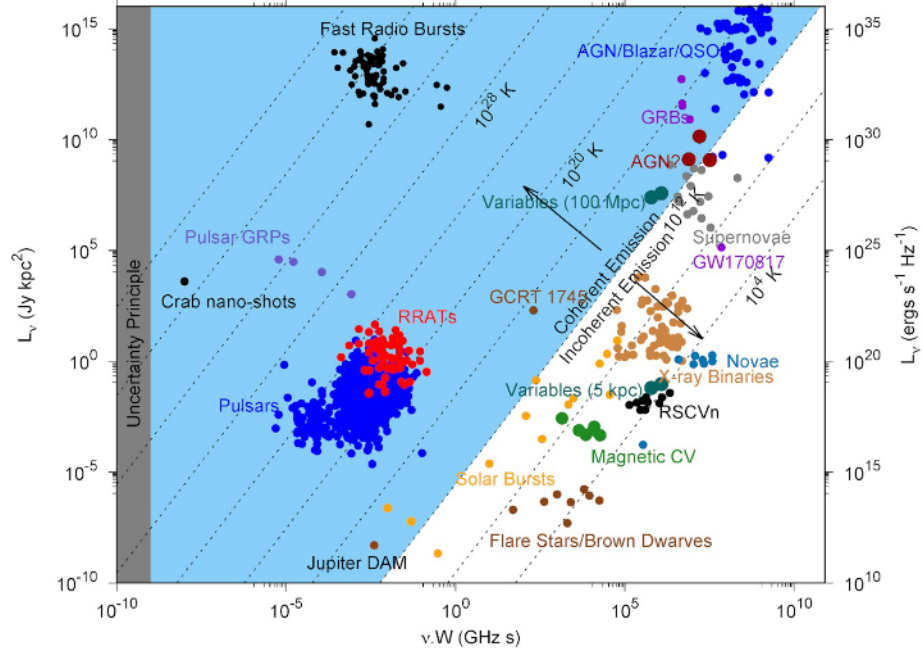 10^15
10^10
10^5
10^0
10^-5
10^-10
L_ν (Jy kpc^2)
10^35
10^30
10^25
10^20
10^15
10^10
L_ν (ergs s^-1 Hz^-1)
10^-10
10^-5
10^0
10^5
10^10
ν.W (GHz s)
Uncertainty Principle
Fast Radio Bursts
AGN/Blazar/QSO
10^28 K
GRBs
10^20 K
AGN?
Variables (100 Mpc)
Coherent Emission
Incoherent Emission
10^12 K
Supernovae
GW170817
10^4 K
Pulsar GRPs
Crab nano-shots
GCRT 1745
RRATs
Novae
X-ray Binaries
Variables (5 kpc)
RSCVn
Pulsars
Magnetic CV
Solar Bursts
Flare Stars/Brown Dwarves
Jupiter DAM